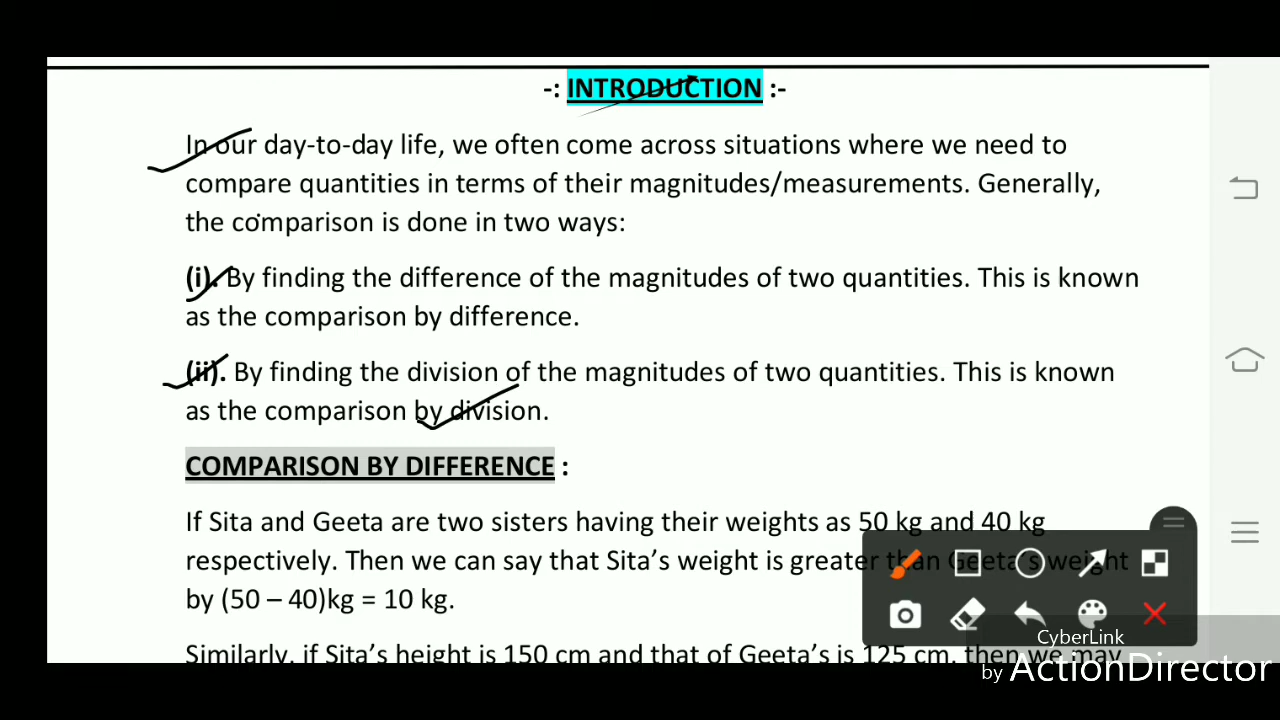 -: INTRODUCTION :-
In our day-to-day life, we often come across situations where we need to
compare quantities in terms of their magnitudes/measurements. Generally,
the comparison is done in two ways:
(i). By finding the difference of the magnitudes of two quantities. This is known
as the comparison by difference.
(ii). By finding the division of the magnitudes of two quantities. This is known
as the comparison by division.
COMPARISON BY DIFFERENCE :
If Sita and Geeta are two sisters having their weights as 50 kg and 40 kg
respectively. Then we can say that Sita’s weight is greater than Geeta’s weight
by (50 – 40)kg = 10 kg.
Similarly, if Sita’s height is 150 cm and that of Geeta’s is 125 cm, then we may
CyberLink
by ActionDirector